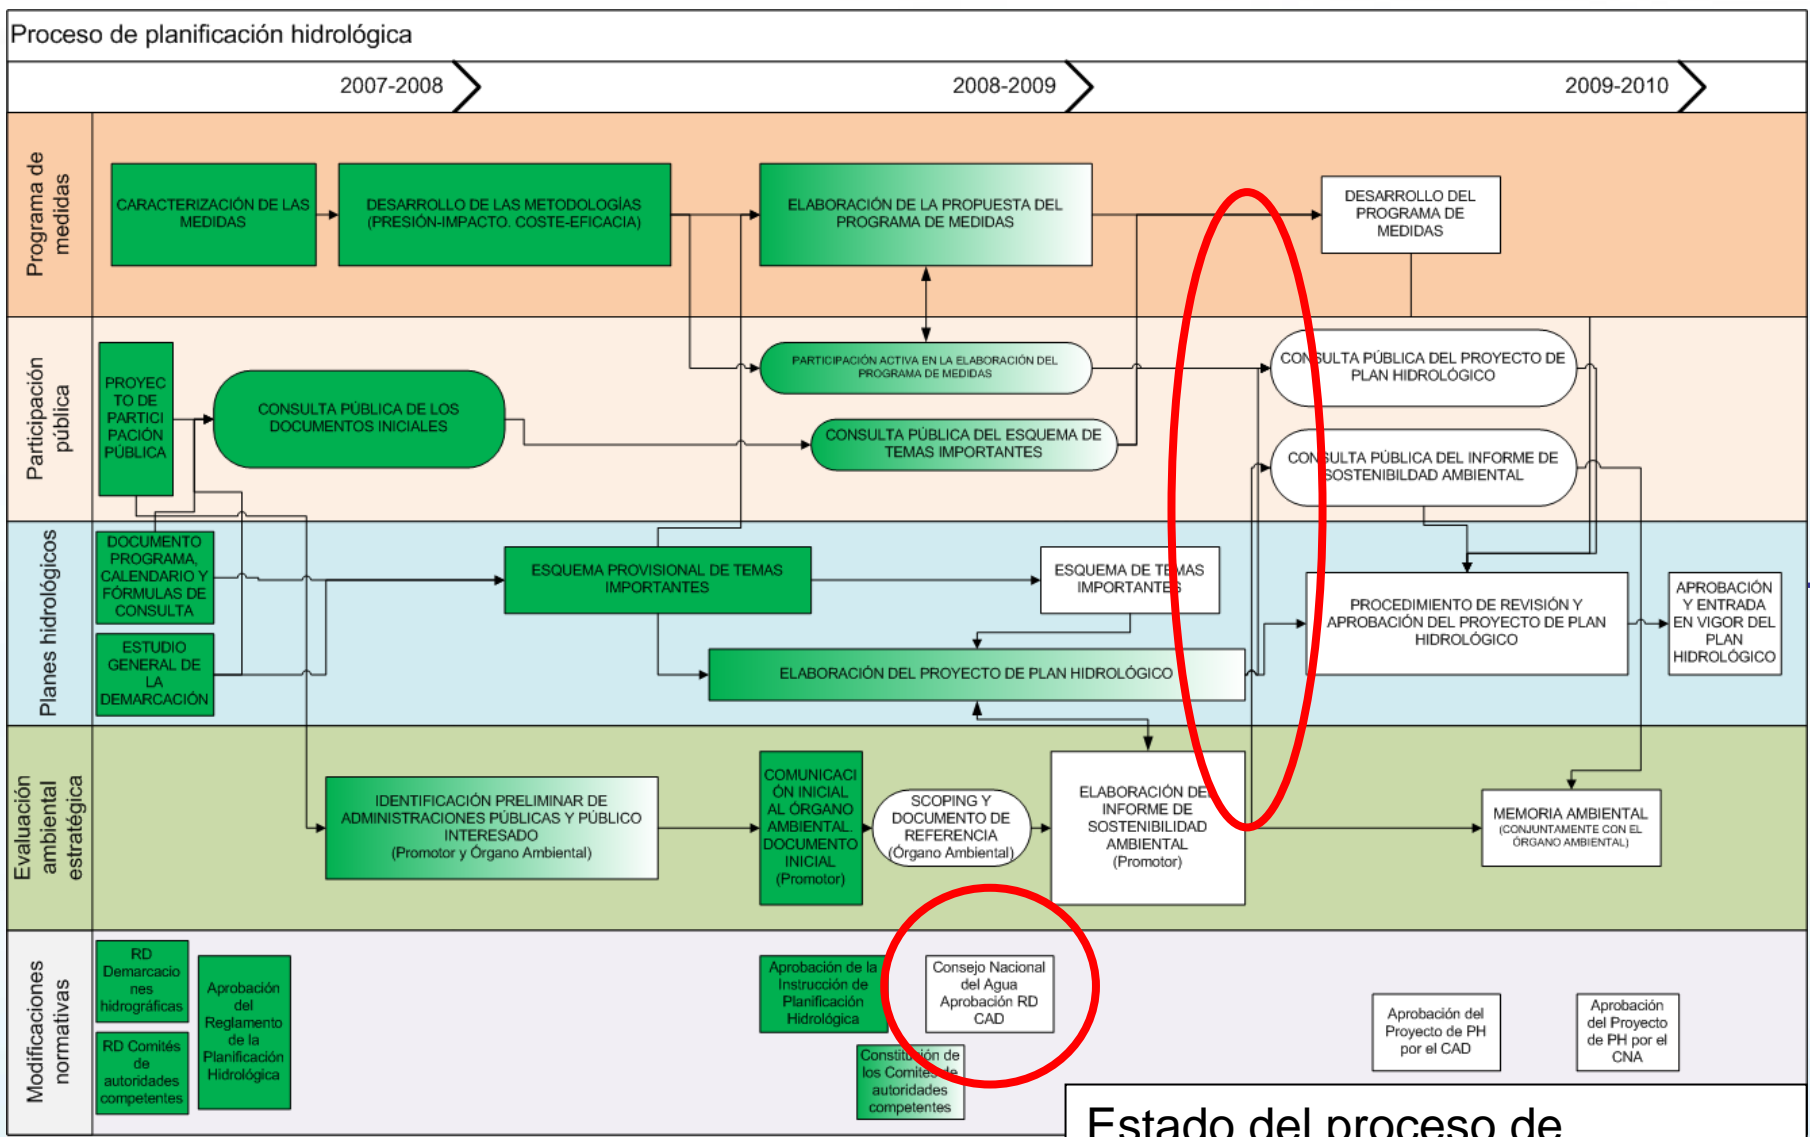 Proceso de planificación hidrológica
2007-2008
2008-2009
2009-2010
Programa de
medidas
CARACTERIZACIÓN DE LAS
MEDIDAS
DESARROLLO DE LAS METODOLOGÍAS
(PRESIÓN-IMPACTO. COSTE-EFICACIA)
ELABORACIÓN DE LA PROPUESTA DEL
PROGRAMA DE MEDIDAS
DESARROLLO DEL
PROGRAMA DE
MEDIDAS
Participación
pública
PROYEC
TO DE
PARTICI
PACIÓN
PÚBLICA
CONSULTA PÚBLICA DE LOS
DOCUMENTOS INICIALES
PARTICIPACIÓN ACTIVA EN LA ELABORACIÓN DEL
PROGRAMA DE MEDIDAS
CONSULTA PÚBLICA DEL ESQUEMA DE
TEMAS IMPORTANTES
CONSULTA PÚBLICA DEL PROYECTO DE
PLAN HIDROLÓGICO
CONSULTA PÚBLICA DEL INFORME DE
SOSTENIBILDAD AMBIENTAL
Planes hidrológicos
DOCUMENTO
PROGRAMA,
CALENDARIO Y
FÓRMULAS DE
CONSULTA
ESTUDIO
GENERAL DE
LA
DEMARCACIÓN
ESQUEMA PROVISIONAL DE TEMAS
IMPORTANTES
ESQUEMA DE TEMAS
IMPORTANTES
ELABORACIÓN DEL PROYECTO DE PLAN HIDROLÓGICO
PROCEDIMIENTO DE REVISIÓN Y
APROBACIÓN DEL PROYECTO DE PLAN
HIDROLÓGICO
APROBACIÓN
Y ENTRADA
EN VIGOR DEL
PLAN
HIDROLÓGICO
Evaluación
ambiental
estratégica
IDENTIFICACIÓN PRELIMINAR DE
ADMINISTRACIONES PÚBLICAS Y PÚBLICO
INTERESADO
(Promotor y Órgano Ambiental)
COMUNICACI
ÓN INICIAL
AL ÓRGANO
AMBIENTAL.
DOCUMENTO
INICIAL
(Promotor)
SCOPING Y
DOCUMENTO DE
REFERENCIA
(Órgano Ambiental)
ELABORACIÓN DEL
INFORME DE
SOSTENIBILIDAD
AMBIENTAL
(Promotor)
MEMORIA AMBIENTAL
(CONJUNTAMENTE CON EL
ÓRGANO AMBIENTAL)
Modificaciones
normativas
RD
Demarcacio
nes
hidrográficas
RD Comités
de
autoridades
competentes
Aprobación
del
Reglamento
de la
Planificación
Hidrológica
Aprobación de la
Instrucción de
Planificación
Hidrológica
Constitución de
los Comités de
autoridades
competentes
Consejo Nacional
del Agua
Aprobación RD
CAD
Aprobación del
Proyecto de PH
por el CAD
Aprobación
del Proyecto
de PH por el
CNA
Estado del proceso de